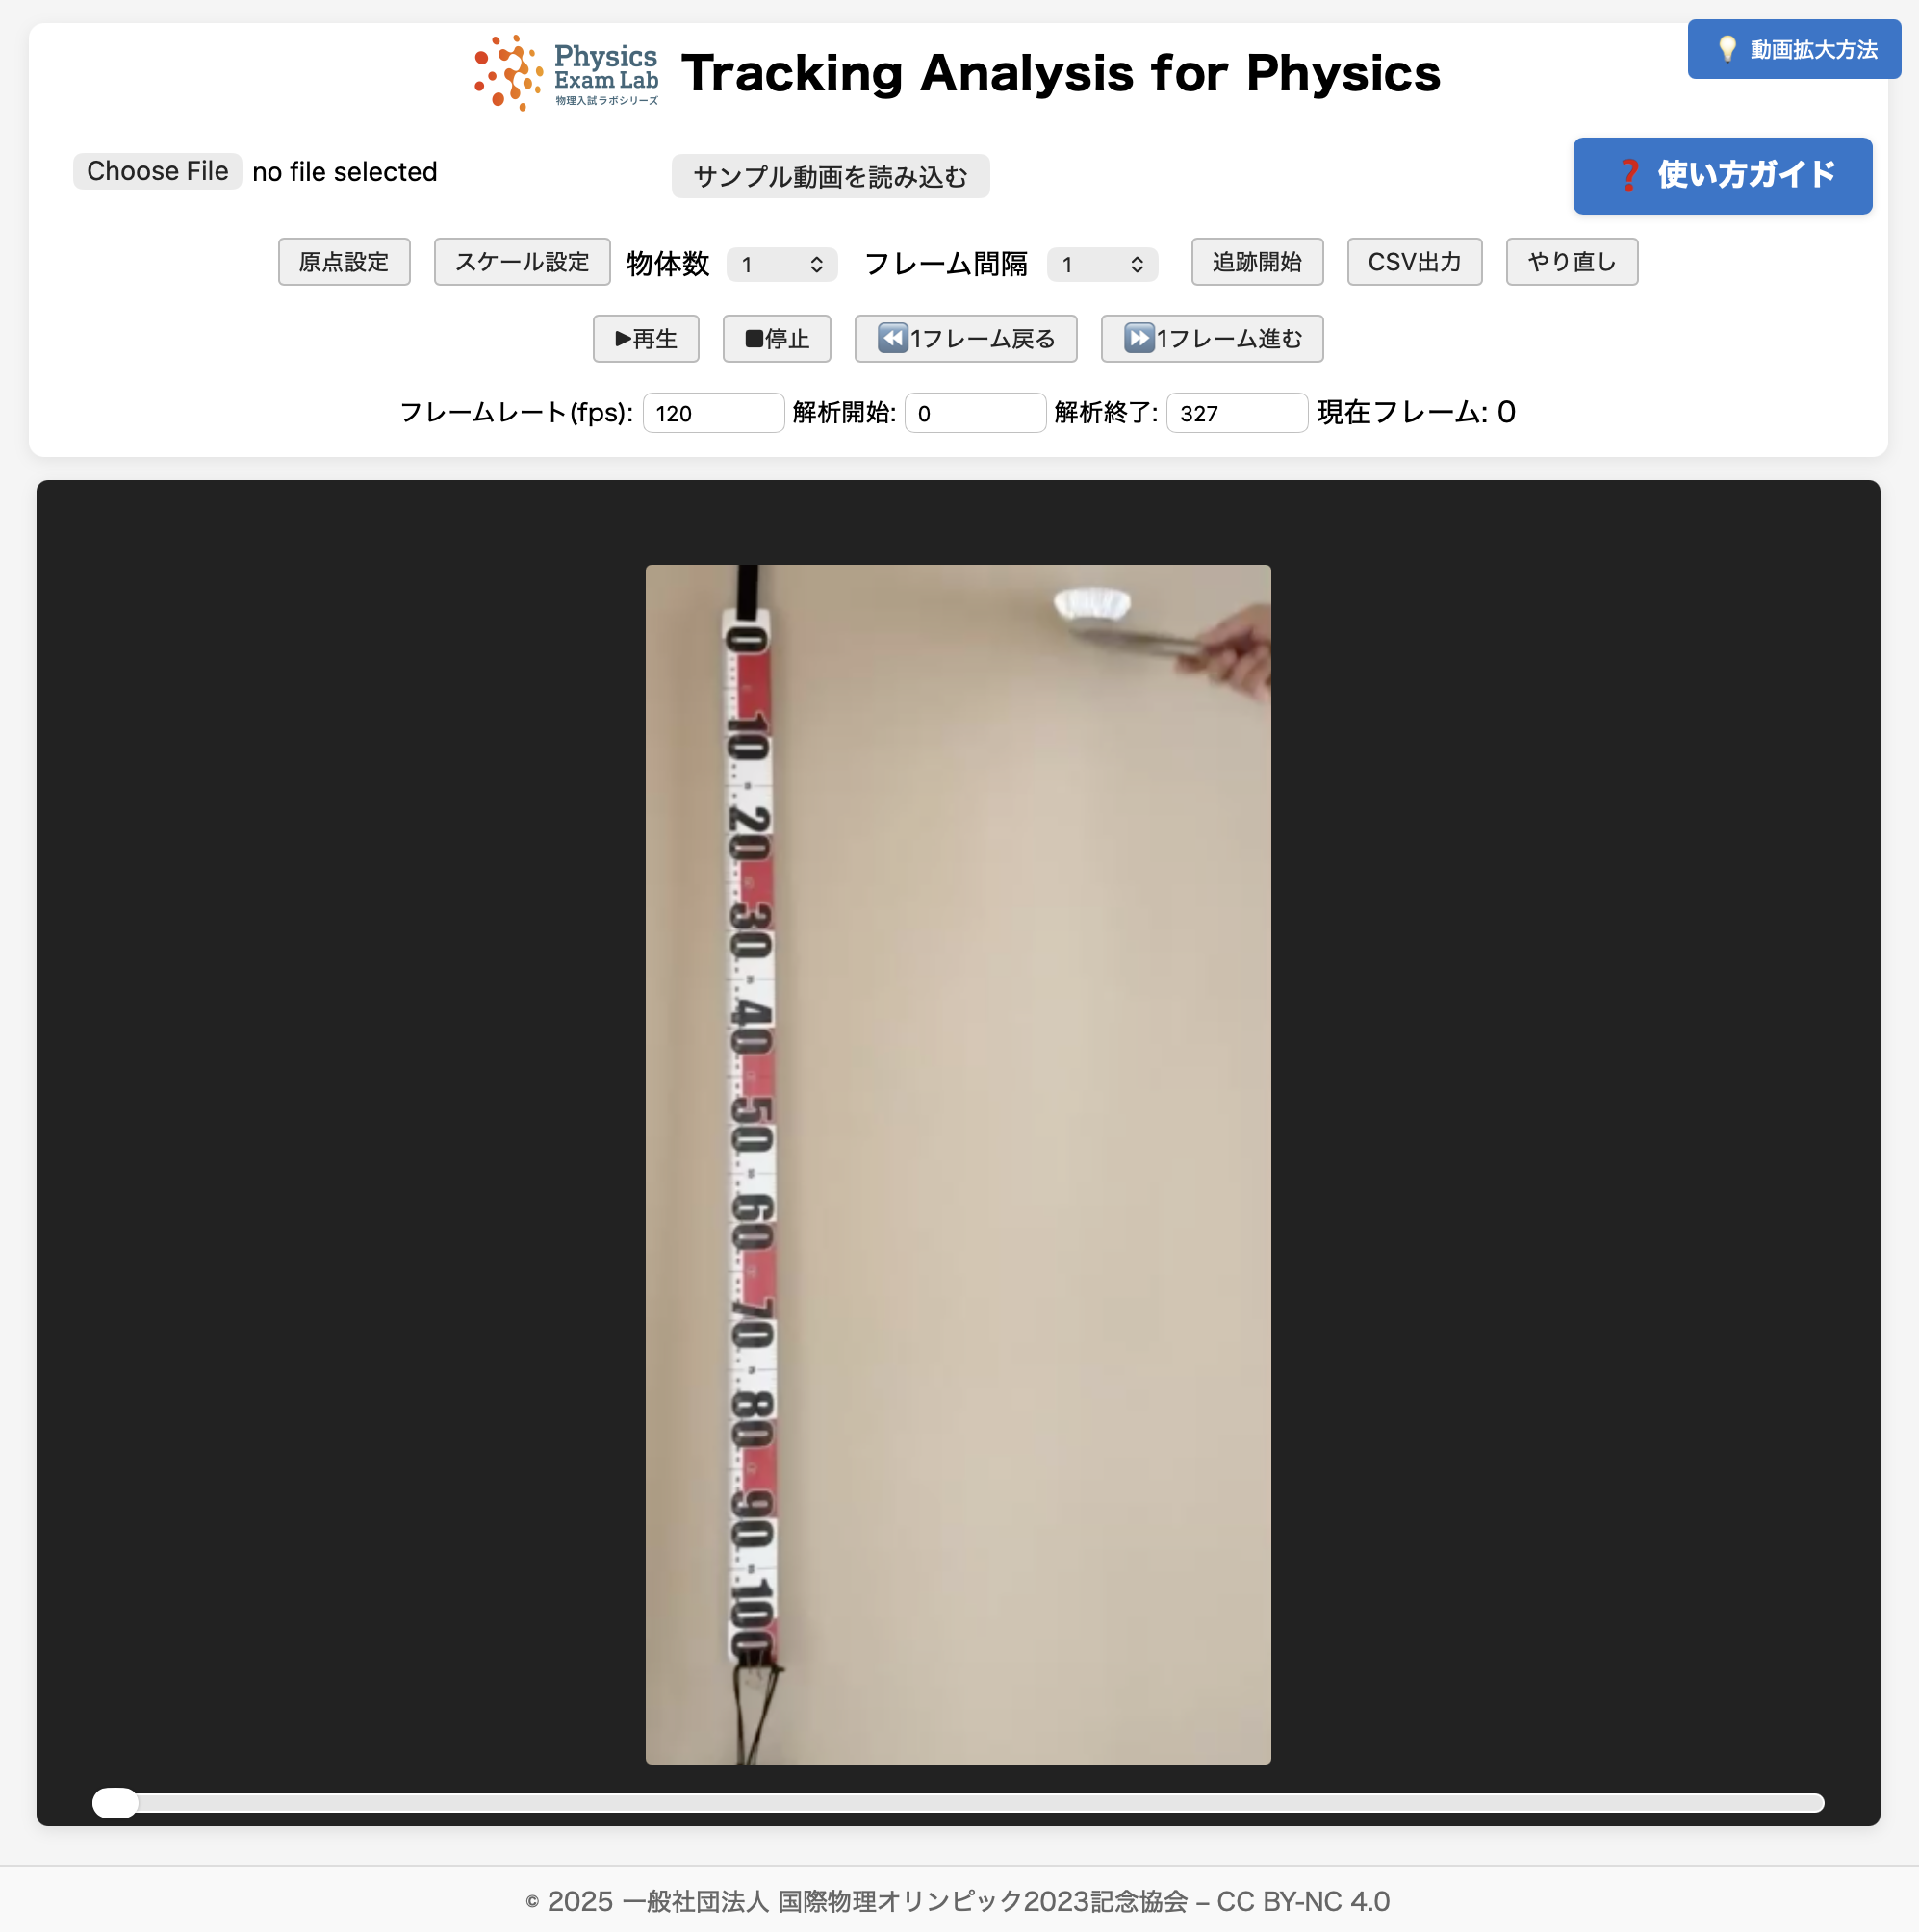 Physics
Exam Lab
物理入試ラボシリーズ
Tracking Analysis for Physics
💡 動画拡大方法
Choose File no file selected
サンプル動画を読み込む
❓ 使い方ガイド
原点設定 スケール設定 物体数 1 フレーム間隔 1 追跡開始 CSV出力 やり直し
▶再生 ■停止 ⏪1フレーム戻る ⏩1フレーム進む
フレームレート(fps): 120 解析開始: 0 解析終了: 327 現在フレーム: 0
0
10
20
30
40
50
60
70
80
90
100
© 2025 一般社団法人 国際物理オリンピック2023記念協会 – CC BY-NC 4.0